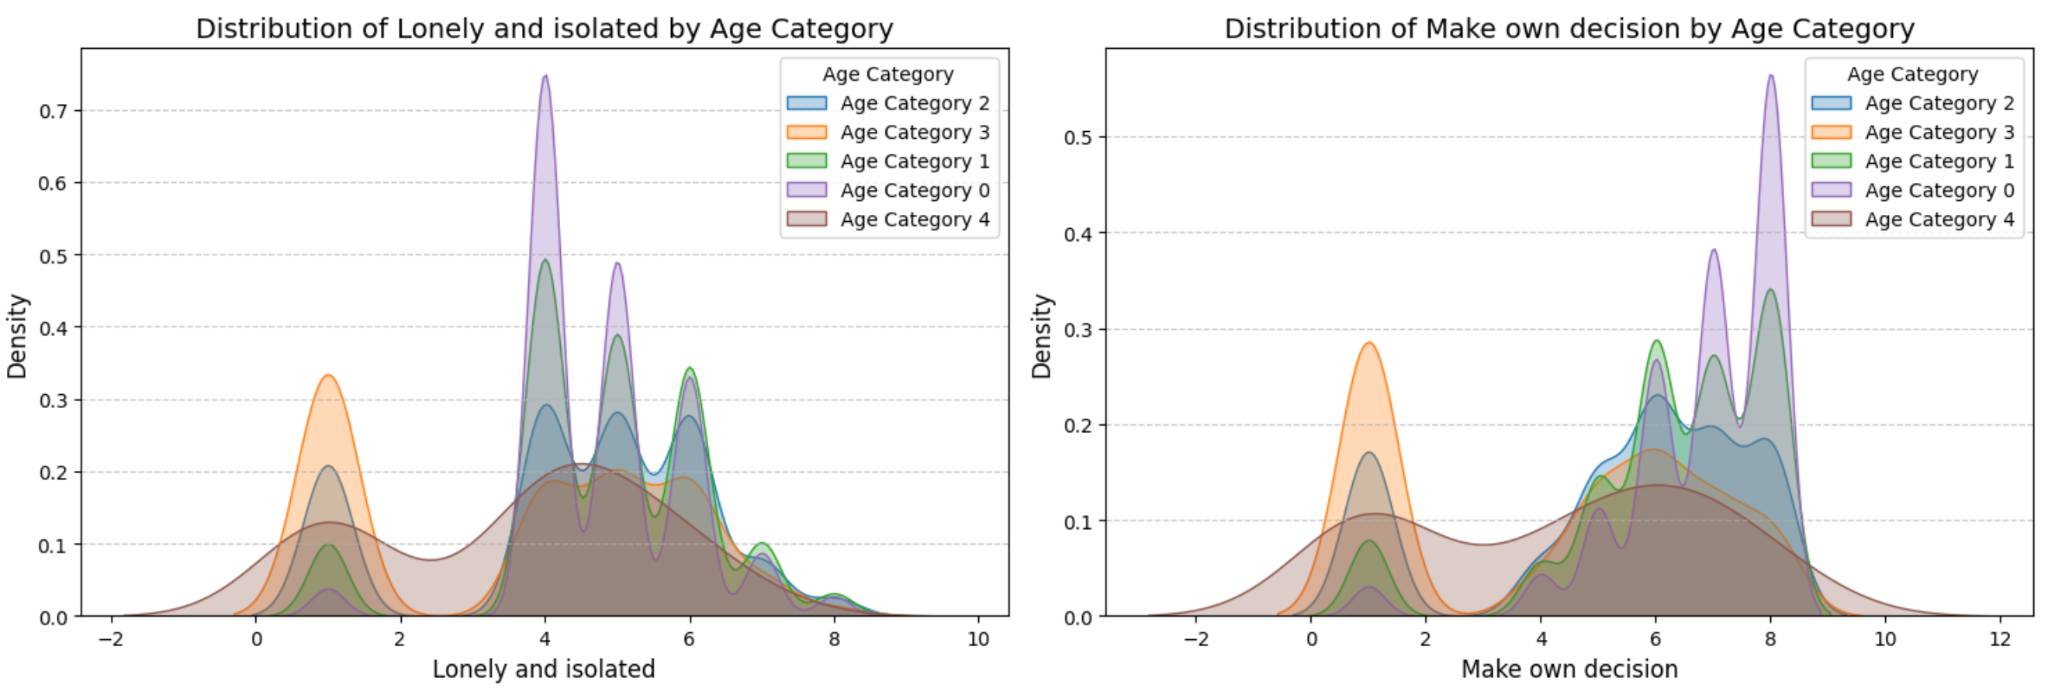 Distribution of Lonely and isolated by Age Category
Age Category
Age Category 2
Age Category 3
Age Category 1
Age Category 0
Age Category 4
Density
0.7
0.6
0.5
0.4
0.3
0.2
0.1
0.0
−2
0
2
4
6
8
10
Lonely and isolated
Distribution of Make own decision by Age Category
Age Category
Age Category 2
Age Category 3
Age Category 1
Age Category 0
Age Category 4
Density
0.5
0.4
0.3
0.2
0.1
0.0
−2
0
2
4
6
8
10
12
Make own decision